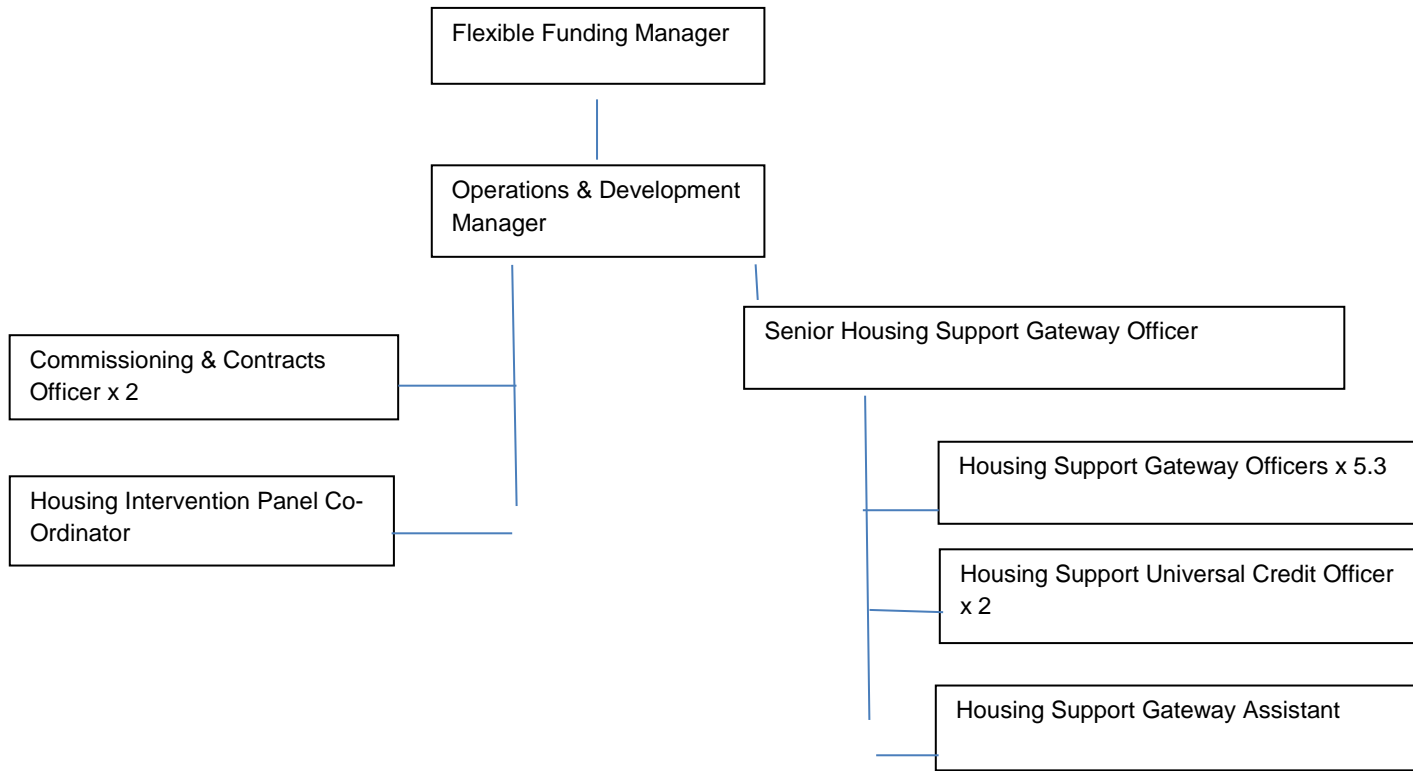 Flexible Funding Manager
Operations & Development
Manager
Senior Housing Support Gateway Officer
Commissioning & Contracts
Officer x 2
Housing Intervention Panel Co-
Ordinator
Housing Support Gateway Officers x 5.3
Housing Support Universal Credit Officer
x 2
Housing Support Gateway Assistant